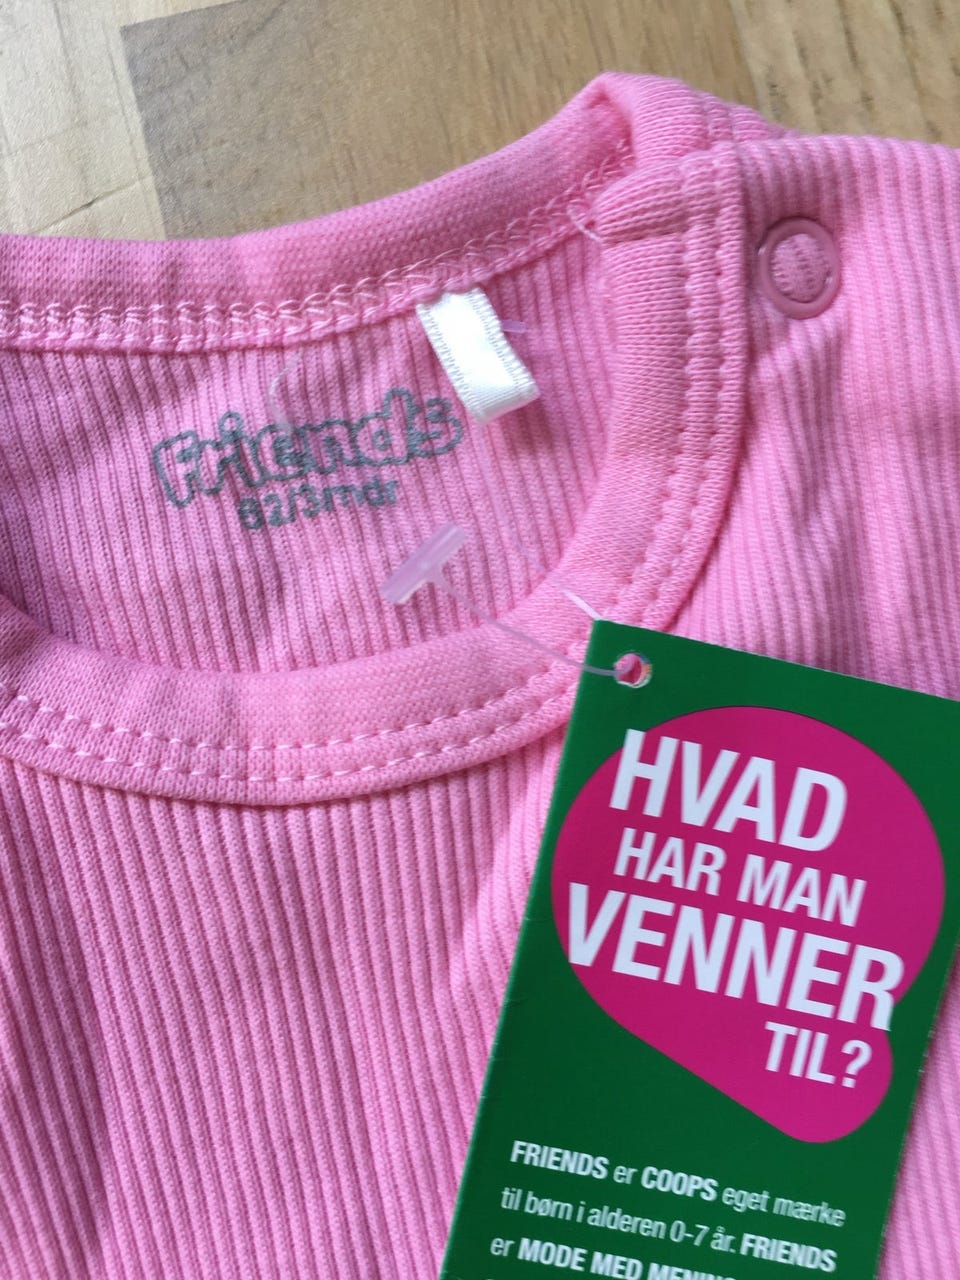 Friends
62/3mdr
HVAD
HAR MAN
VENNER
TIL?
FRIENDS er COOPS eget mærke
til børn i alderen 0-7 år. FRIENDS
er MODE MED